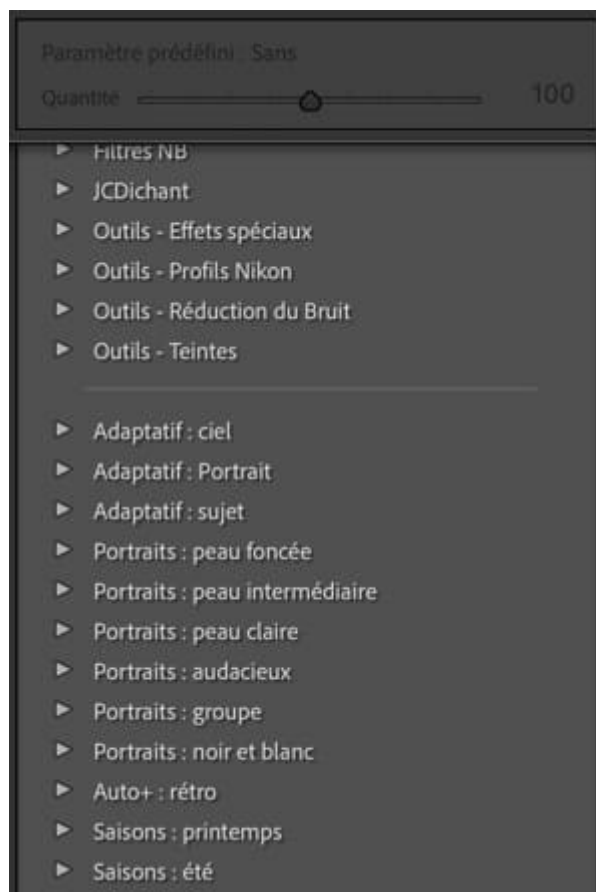 Paramètre prédéfini : Sans
Quantité 100
Filtres NB
JCDichant
Outils - Effets spéciaux
Outils - Profils Nikon
Outils - Réduction du Bruit
Outils - Teintes
Adaptatif : ciel
Adaptatif : Portrait
Adaptatif : sujet
Portraits : peau foncée
Portraits : peau intermédiaire
Portraits : peau claire
Portraits : audacieux
Portraits : groupe
Portraits : noir et blanc
Auto+ : rétro
Saisons : printemps
Saisons : été